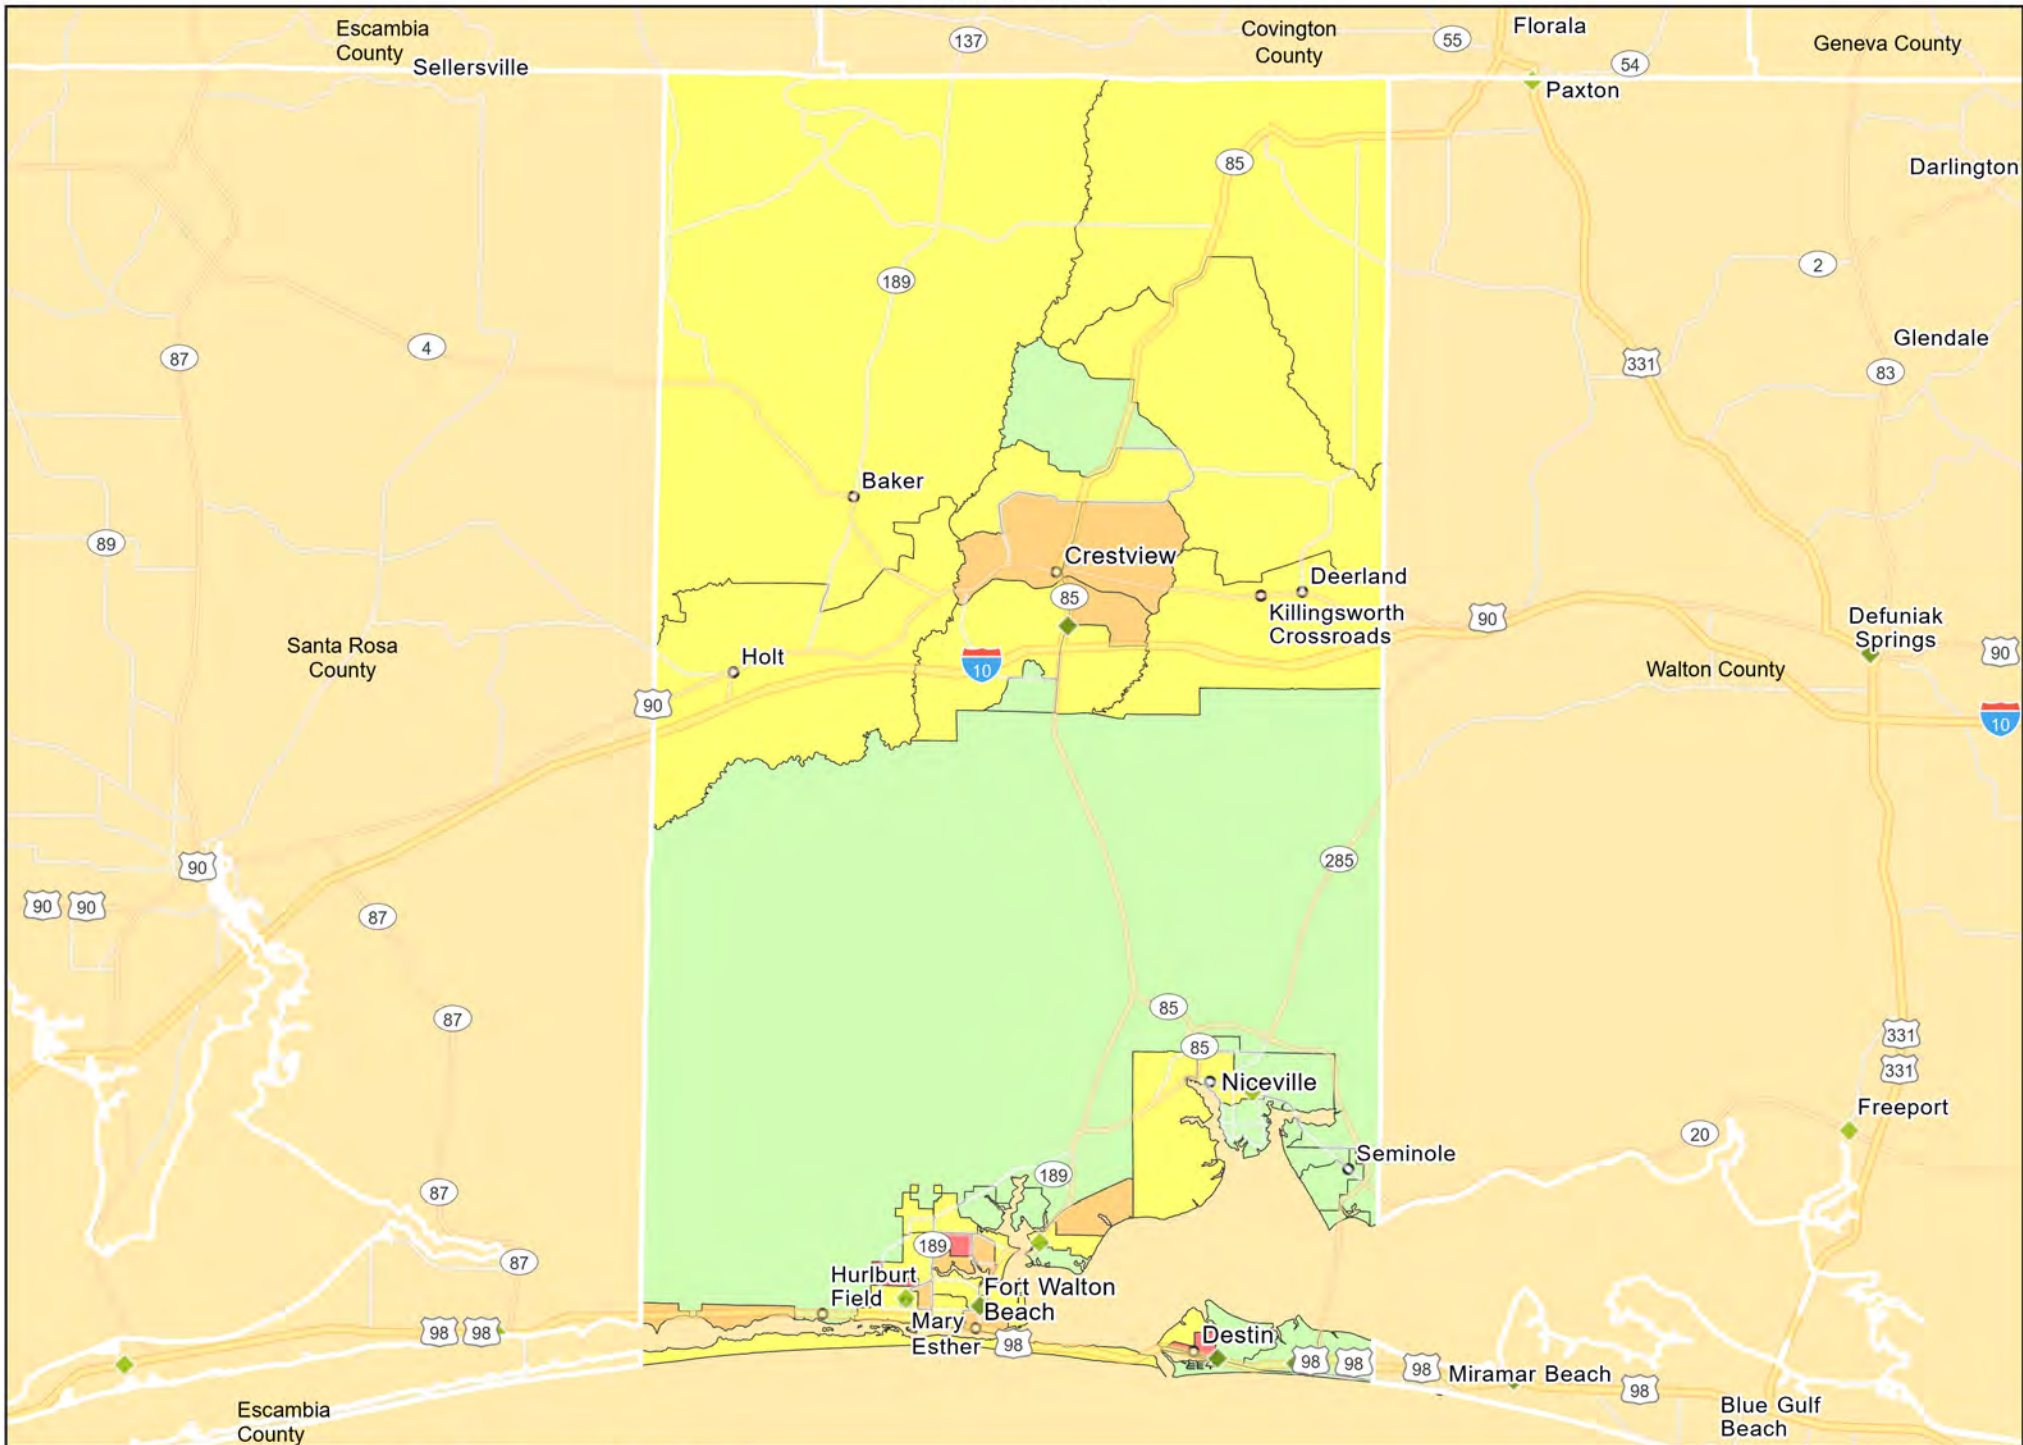 Escambia
County
137
Covington
County
55
Florala
Geneva County
Sellersville
54
Paxton
85
Darlington
189
2
87
4
331
Glendale
83
Baker
89
Crestview
Deerland
85
Killingsworth
Crossroads
90
Defuniak
Springs
90
Santa Rosa
County
Holt
10
Walton County
90
10
90
285
90
90
87
85
87
331
85
331
Niceville
Freeport
20
Seminole
189
87
189
87
Hurlburt
Field
Fort Walton
Beach
98
98
Mary
Esther
98
Destin
98
98
98
Miramar Beach
98
Blue Gulf
Beach
Escambia
County